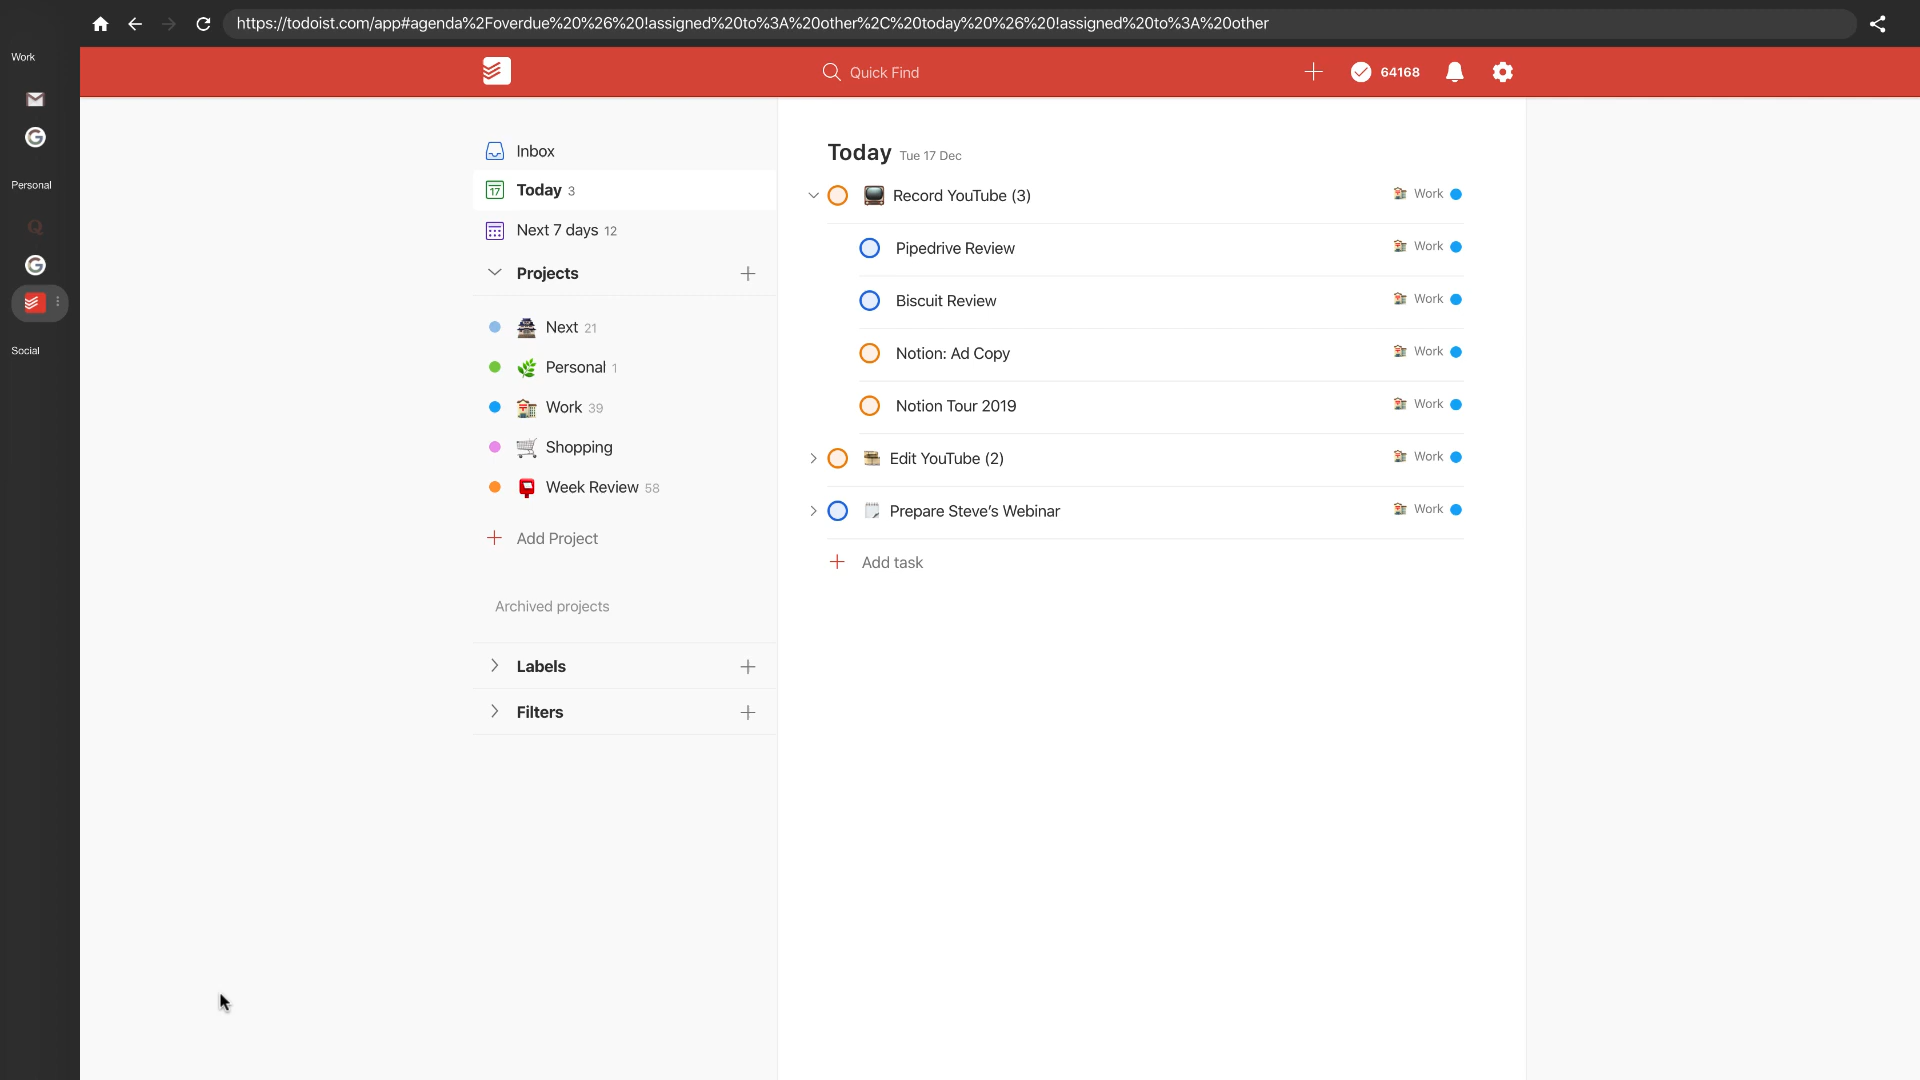 https://todoist.com/app#agenda%2Foverdue%20%26%20!assigned%20to%3A%20other%2C%20today%20%26%20!assigned%20to%3A%20other
Work
Personal
Q
Social
Quick Find
64168
Inbox
17 Today 3
Next 7 days 12
Projects
Next 21
Personal 1
Work 39
Shopping
Week Review 58
Add Project
Archived projects
Labels
Filters
Today Tue 17 Dec
Record YouTube (3) Work
Pipedrive Review Work
Biscuit Review Work
Notion: Ad Copy Work
Notion Tour 2019 Work
Edit YouTube (2) Work
Prepare Steve’s Webinar Work
Add task